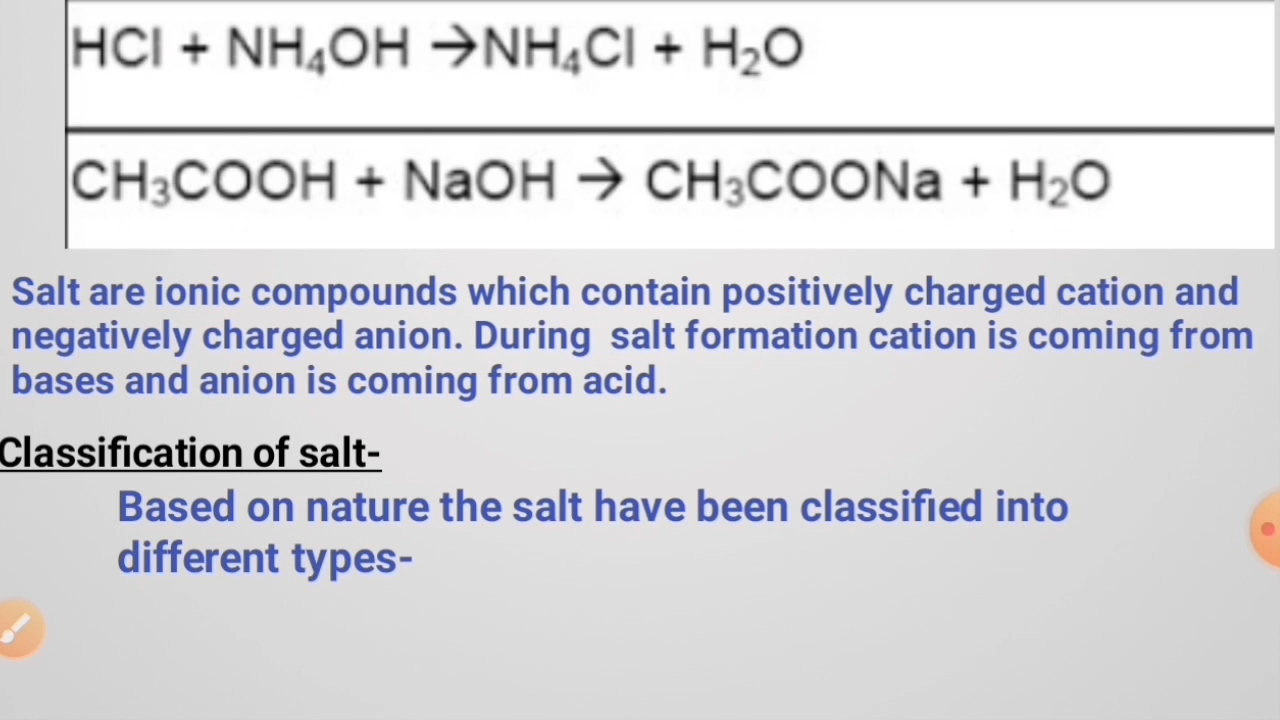 HCl + NH₄OH →NH₄Cl + H₂O
CH₃COOH + NaOH → CH₃COONa + H₂O
Salt are ionic compounds which contain positively charged cation and
negatively charged anion. During  salt formation cation is coming from
bases and anion is coming from acid.
Classification of salt-
Based on nature the salt have been classified into
different types-